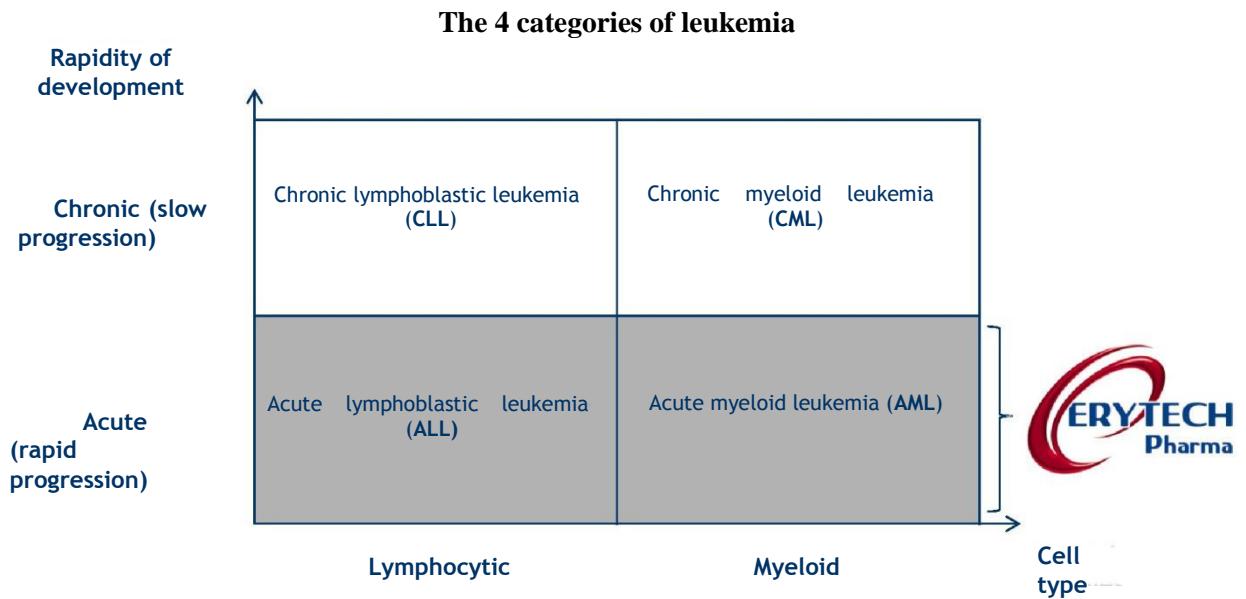 The 4 categories of leukemia
Rapidity of
development
Chronic (slow
progression)
Chronic lymphoblastic leukemia
(CLL)
Chronic myeloid leukemia
(CML)
Acute
(rapid
progression)
Acute lymphoblastic leukemia
(ALL)
Acute myeloid leukemia (AML)
ERYTECH
Pharma
Lymphocytic
Myeloid
Cell
type